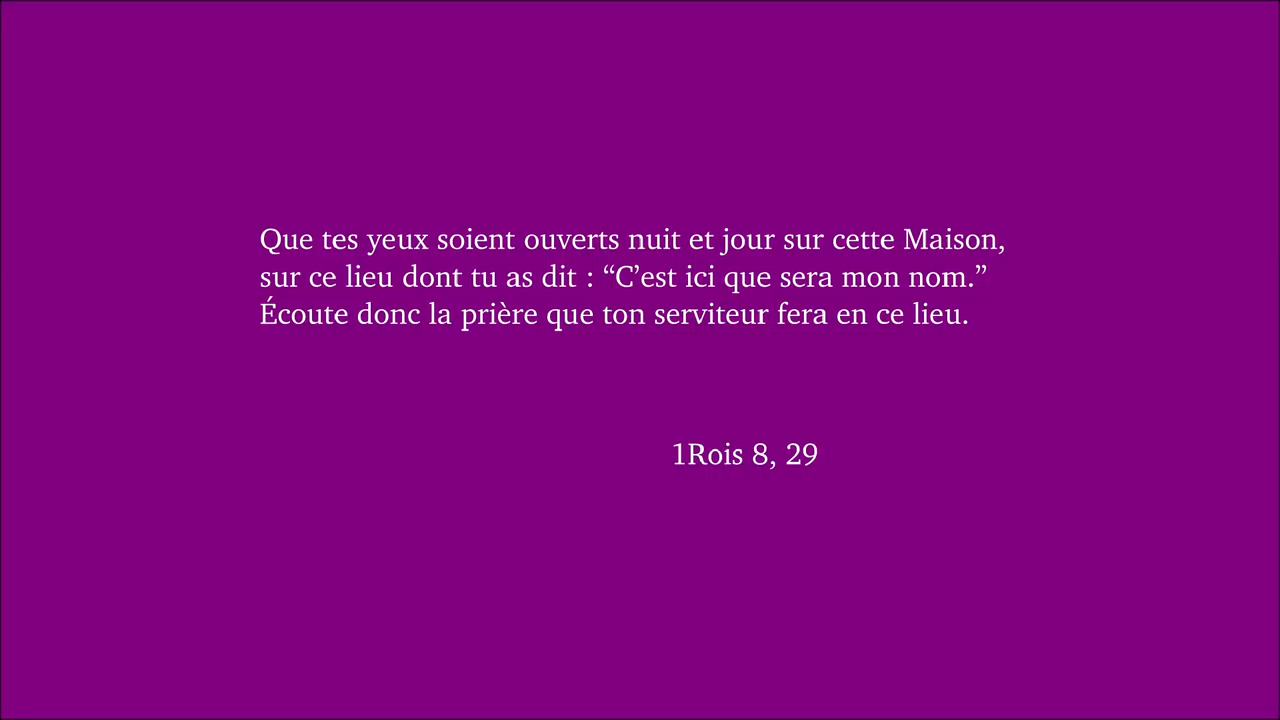 Que tes yeux soient ouverts nuit et jour sur cette Maison,
sur ce lieu dont tu as dit : “C’est ici que sera mon nom.”
Écoute donc la prière que ton serviteur fera en ce lieu.
1Rois 8, 29